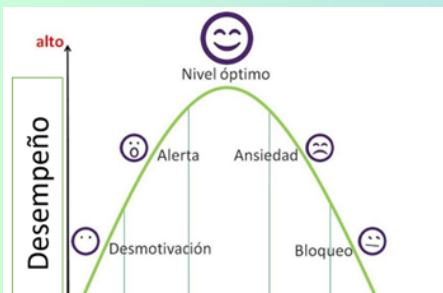 alto
Nivel óptimo
Alerta
Ansiedad
Desmotivación
Bloqueo
Desempeño